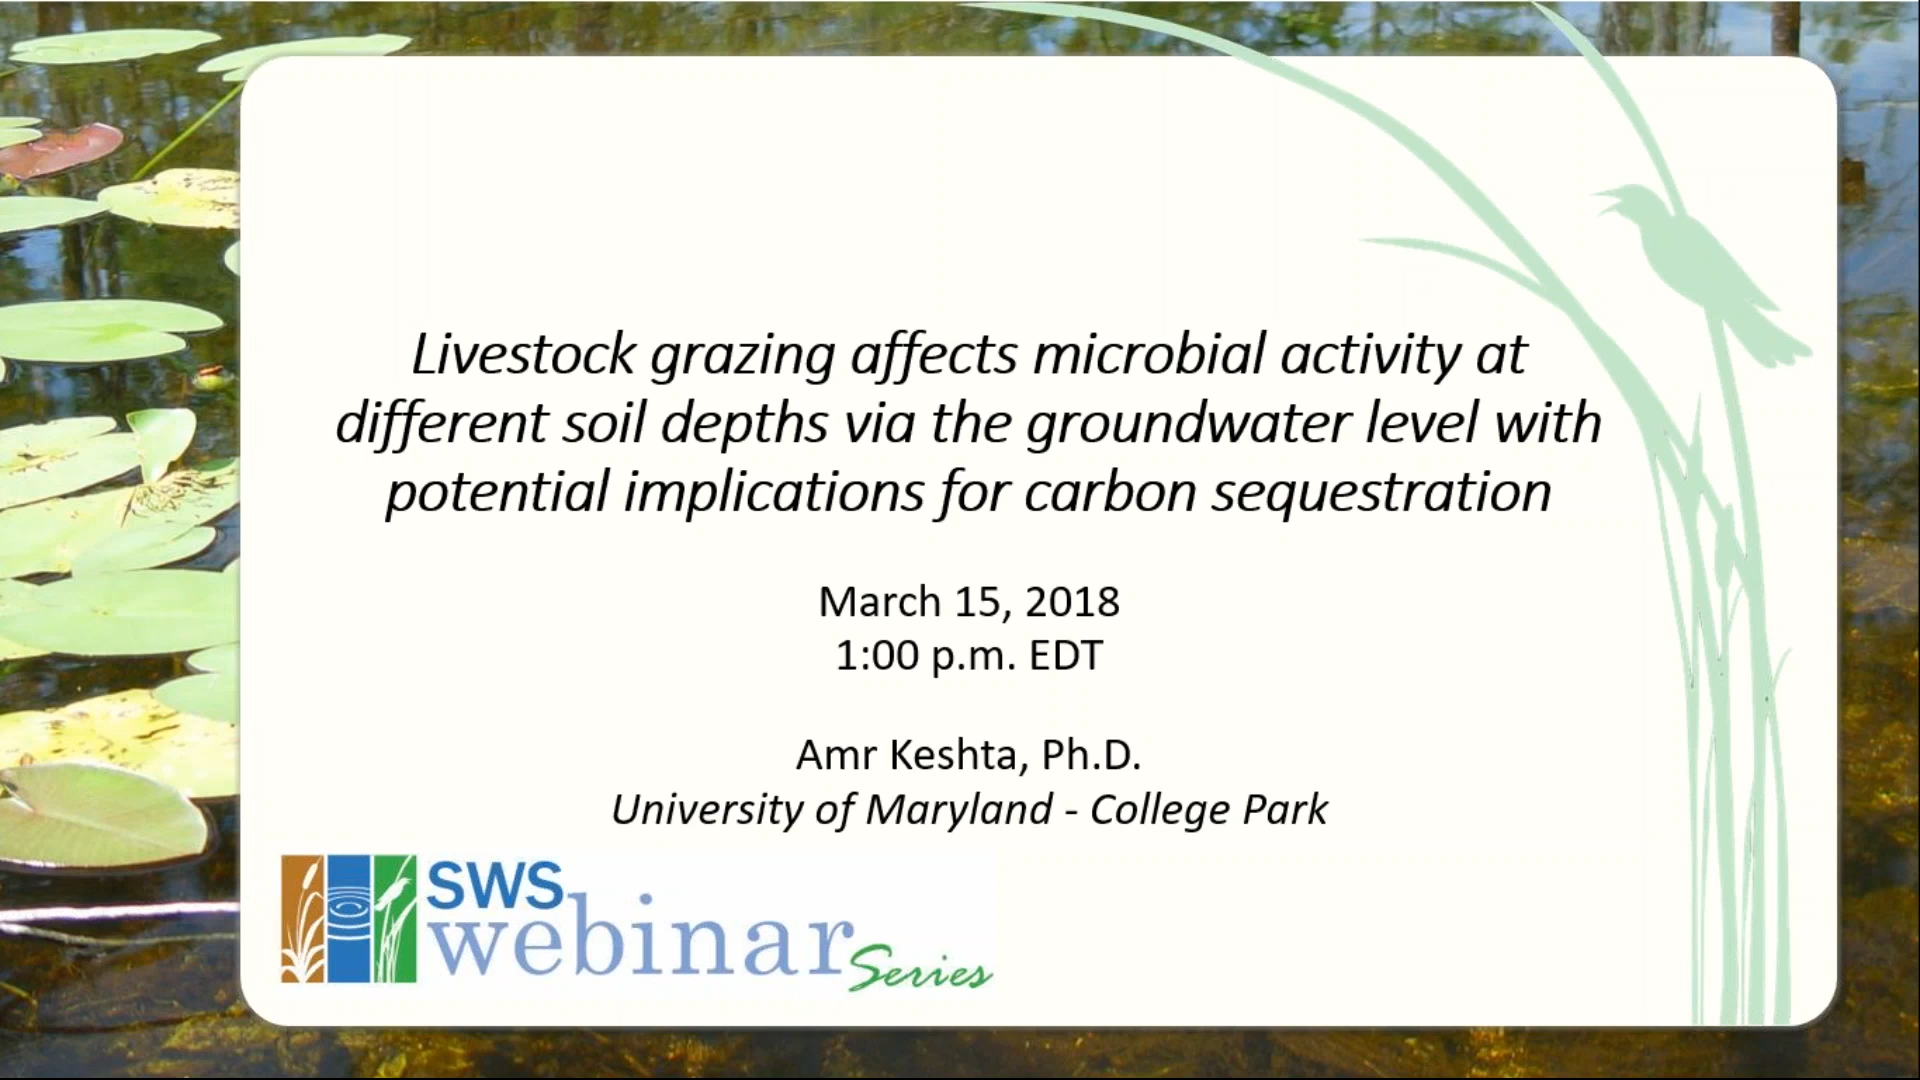 Livestock grazing affects microbial activity at
different soil depths via the groundwater level with
potential implications for carbon sequestration
March 15, 2018
1:00 p.m. EDT
Amr Keshta, Ph.D.
University of Maryland - College Park
SWS
webinar Series